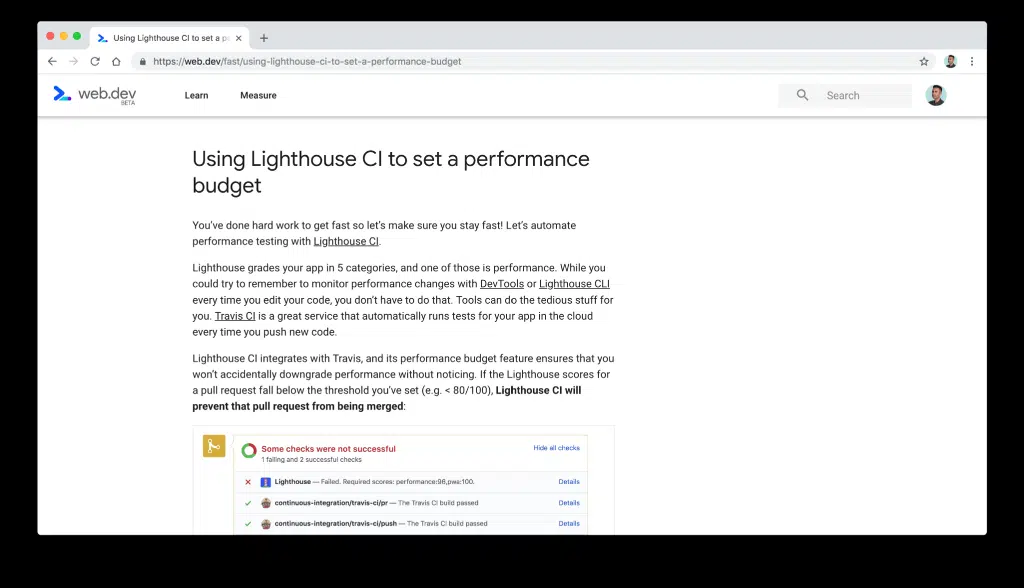 Using Lighthouse CI to set a p
https://web.dev/fast/using-lighthouse-ci-to-set-a-performance-budget
web.dev
BETA
Learn
Measure
Search
Using Lighthouse CI to set a performance
budget
You've done hard work to get fast so let's make sure you stay fast! Let's automate
performance testing with Lighthouse CI.
Lighthouse grades your app in 5 categories, and one of those is performance. While you
could try to remember to monitor performance changes with DevTools or Lighthouse CLI
every time you edit your code, you don't have to do that. Tools can do the tedious stuff for
you. Travis CI is a great service that automatically runs tests for your app in the cloud
every time you push new code.
Lighthouse CI integrates with Travis, and its performance budget feature ensures that you
won't accidentally downgrade performance without noticing. If the Lighthouse scores for
a pull request fall below the threshold you've set (e.g. < 80/100), Lighthouse CI will
prevent that pull request from being merged:
Some checks were not successful
Hide all checks
1 failing and 2 successful checks
Lighthouse — Failed. Required scores: performance:96,pwa:100. Details
continuous-integration/travis-ci/pr — The Travis CI build passed Details
continuous-integration/travis-ci/push — The Travis CI build passed Details